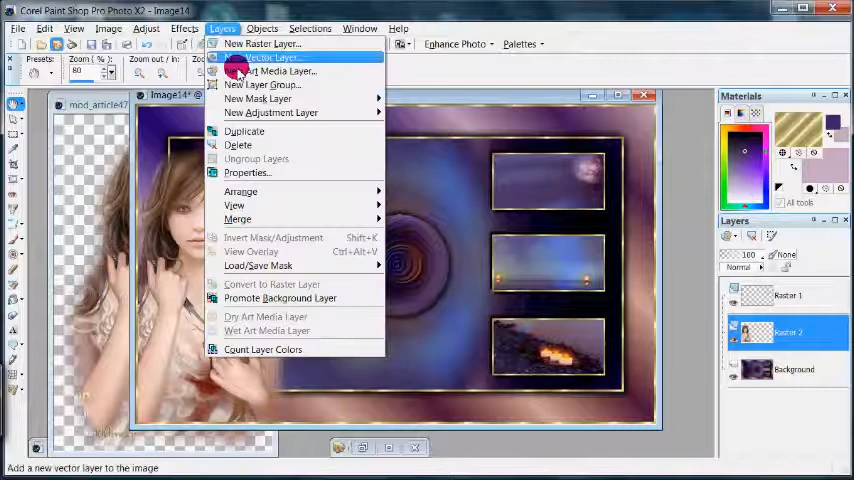 Corel Paint Shop Pro Photo X2 - Image14
File Edit View Image Adjust Effects Layers Objects Selections Window Help
Presets: Zoom (%):
80
Enhance Photo Palettes
New Raster Layer...
New Vector Layer...
New Art Media Layer...
New Layer Group...
New Mask Layer
New Adjustment Layer
Duplicate
Delete
Ungroup Layers
Properties...
Arrange
View
Merge
Invert Mask/Adjustment Shift+K
View Overlay Ctrl+Alt+V
Load/Save Mask
Convert to Raster Layer
Promote Background Layer
Dry Art Media Layer
Wet Art Media Layer
Count Layer Colors
mod_article47
Image14* @
Materials
All tools
Layers
100 None
Normal
Raster 1
Raster 2
Background
Add a new vector layer to the image